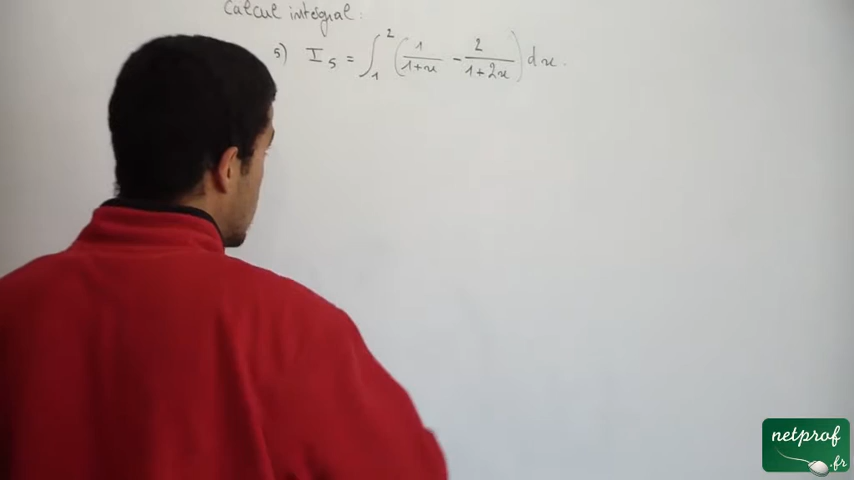 Calcul intégral :
5) I₅ = ∫₁² (1/(1+x) - 2/(1+2x)) dx.
netprof
.fr